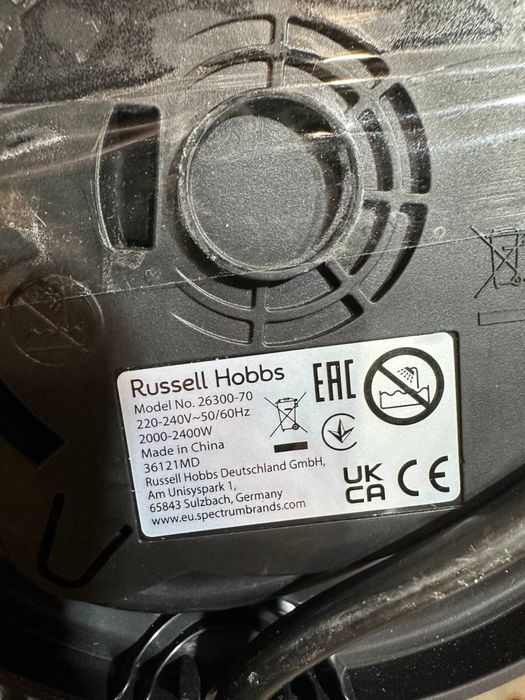 Russell Hobbs
Model No. 26300-70
220-240V~50/60Hz
2000-2400W
Made in China
36121MD
Russell Hobbs Deutschland GmbH,
Am Unisyspark 1,
65843 Sulzbach, Germany
www.eu.spectrumbrands.com
EAC
UK
CA
CE